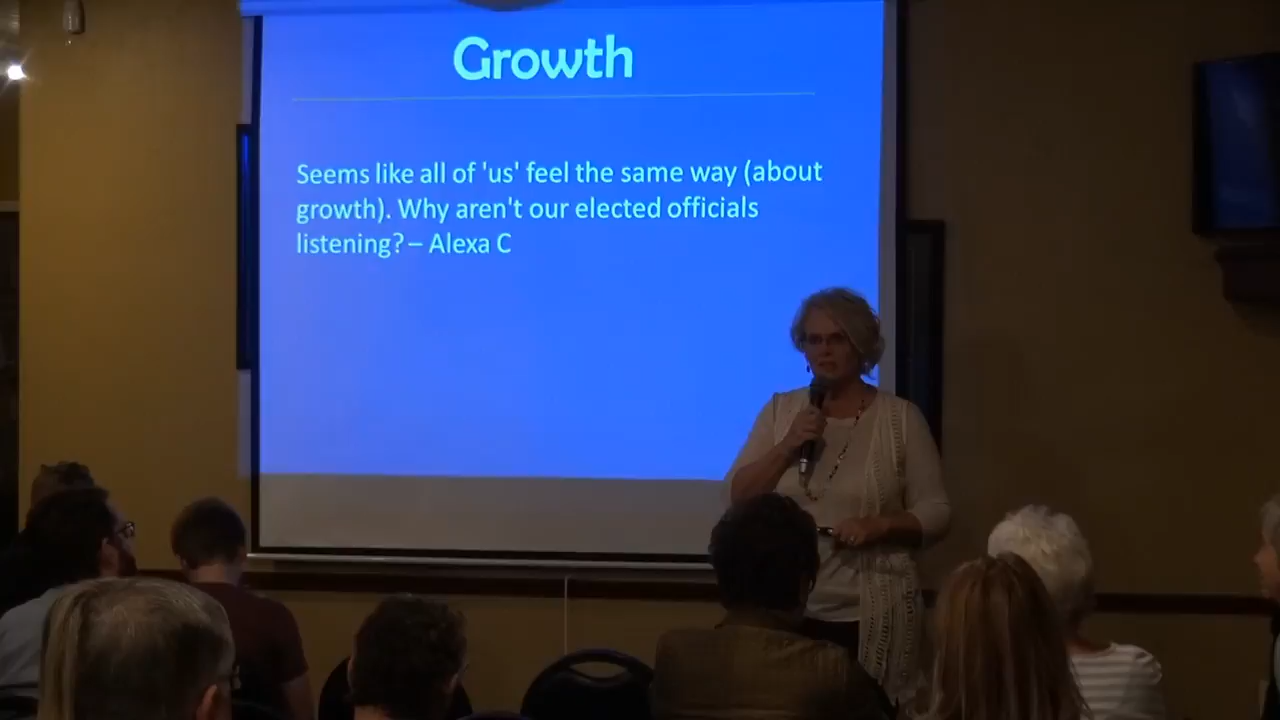 Growth
Seems like all of 'us' feel the same way (about
growth). Why aren't our elected officials
listening? – Alexa C